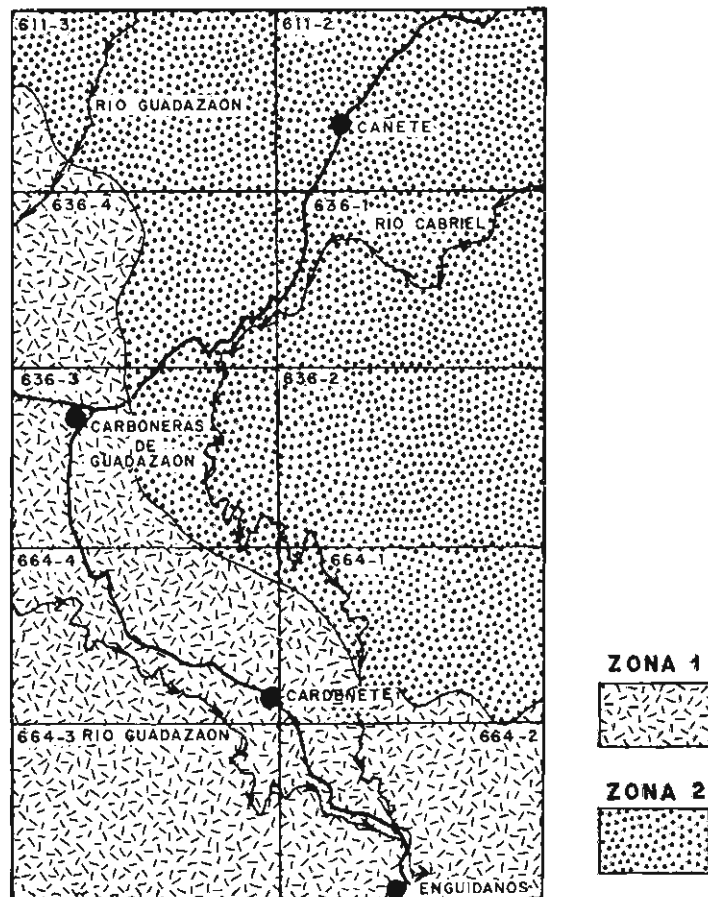 611-3
611-2
RIO GUADAZAON
CAÑETE
636-4
636-1
RIO CABRIEL
636-3
636-2
CARBONERAS
DE
GUADAZAON
664-4
664-1
CARDENETE
664-3 RIO GUADAZAON
664-2
ENGUIDANOS
ZONA 1
ZONA 2